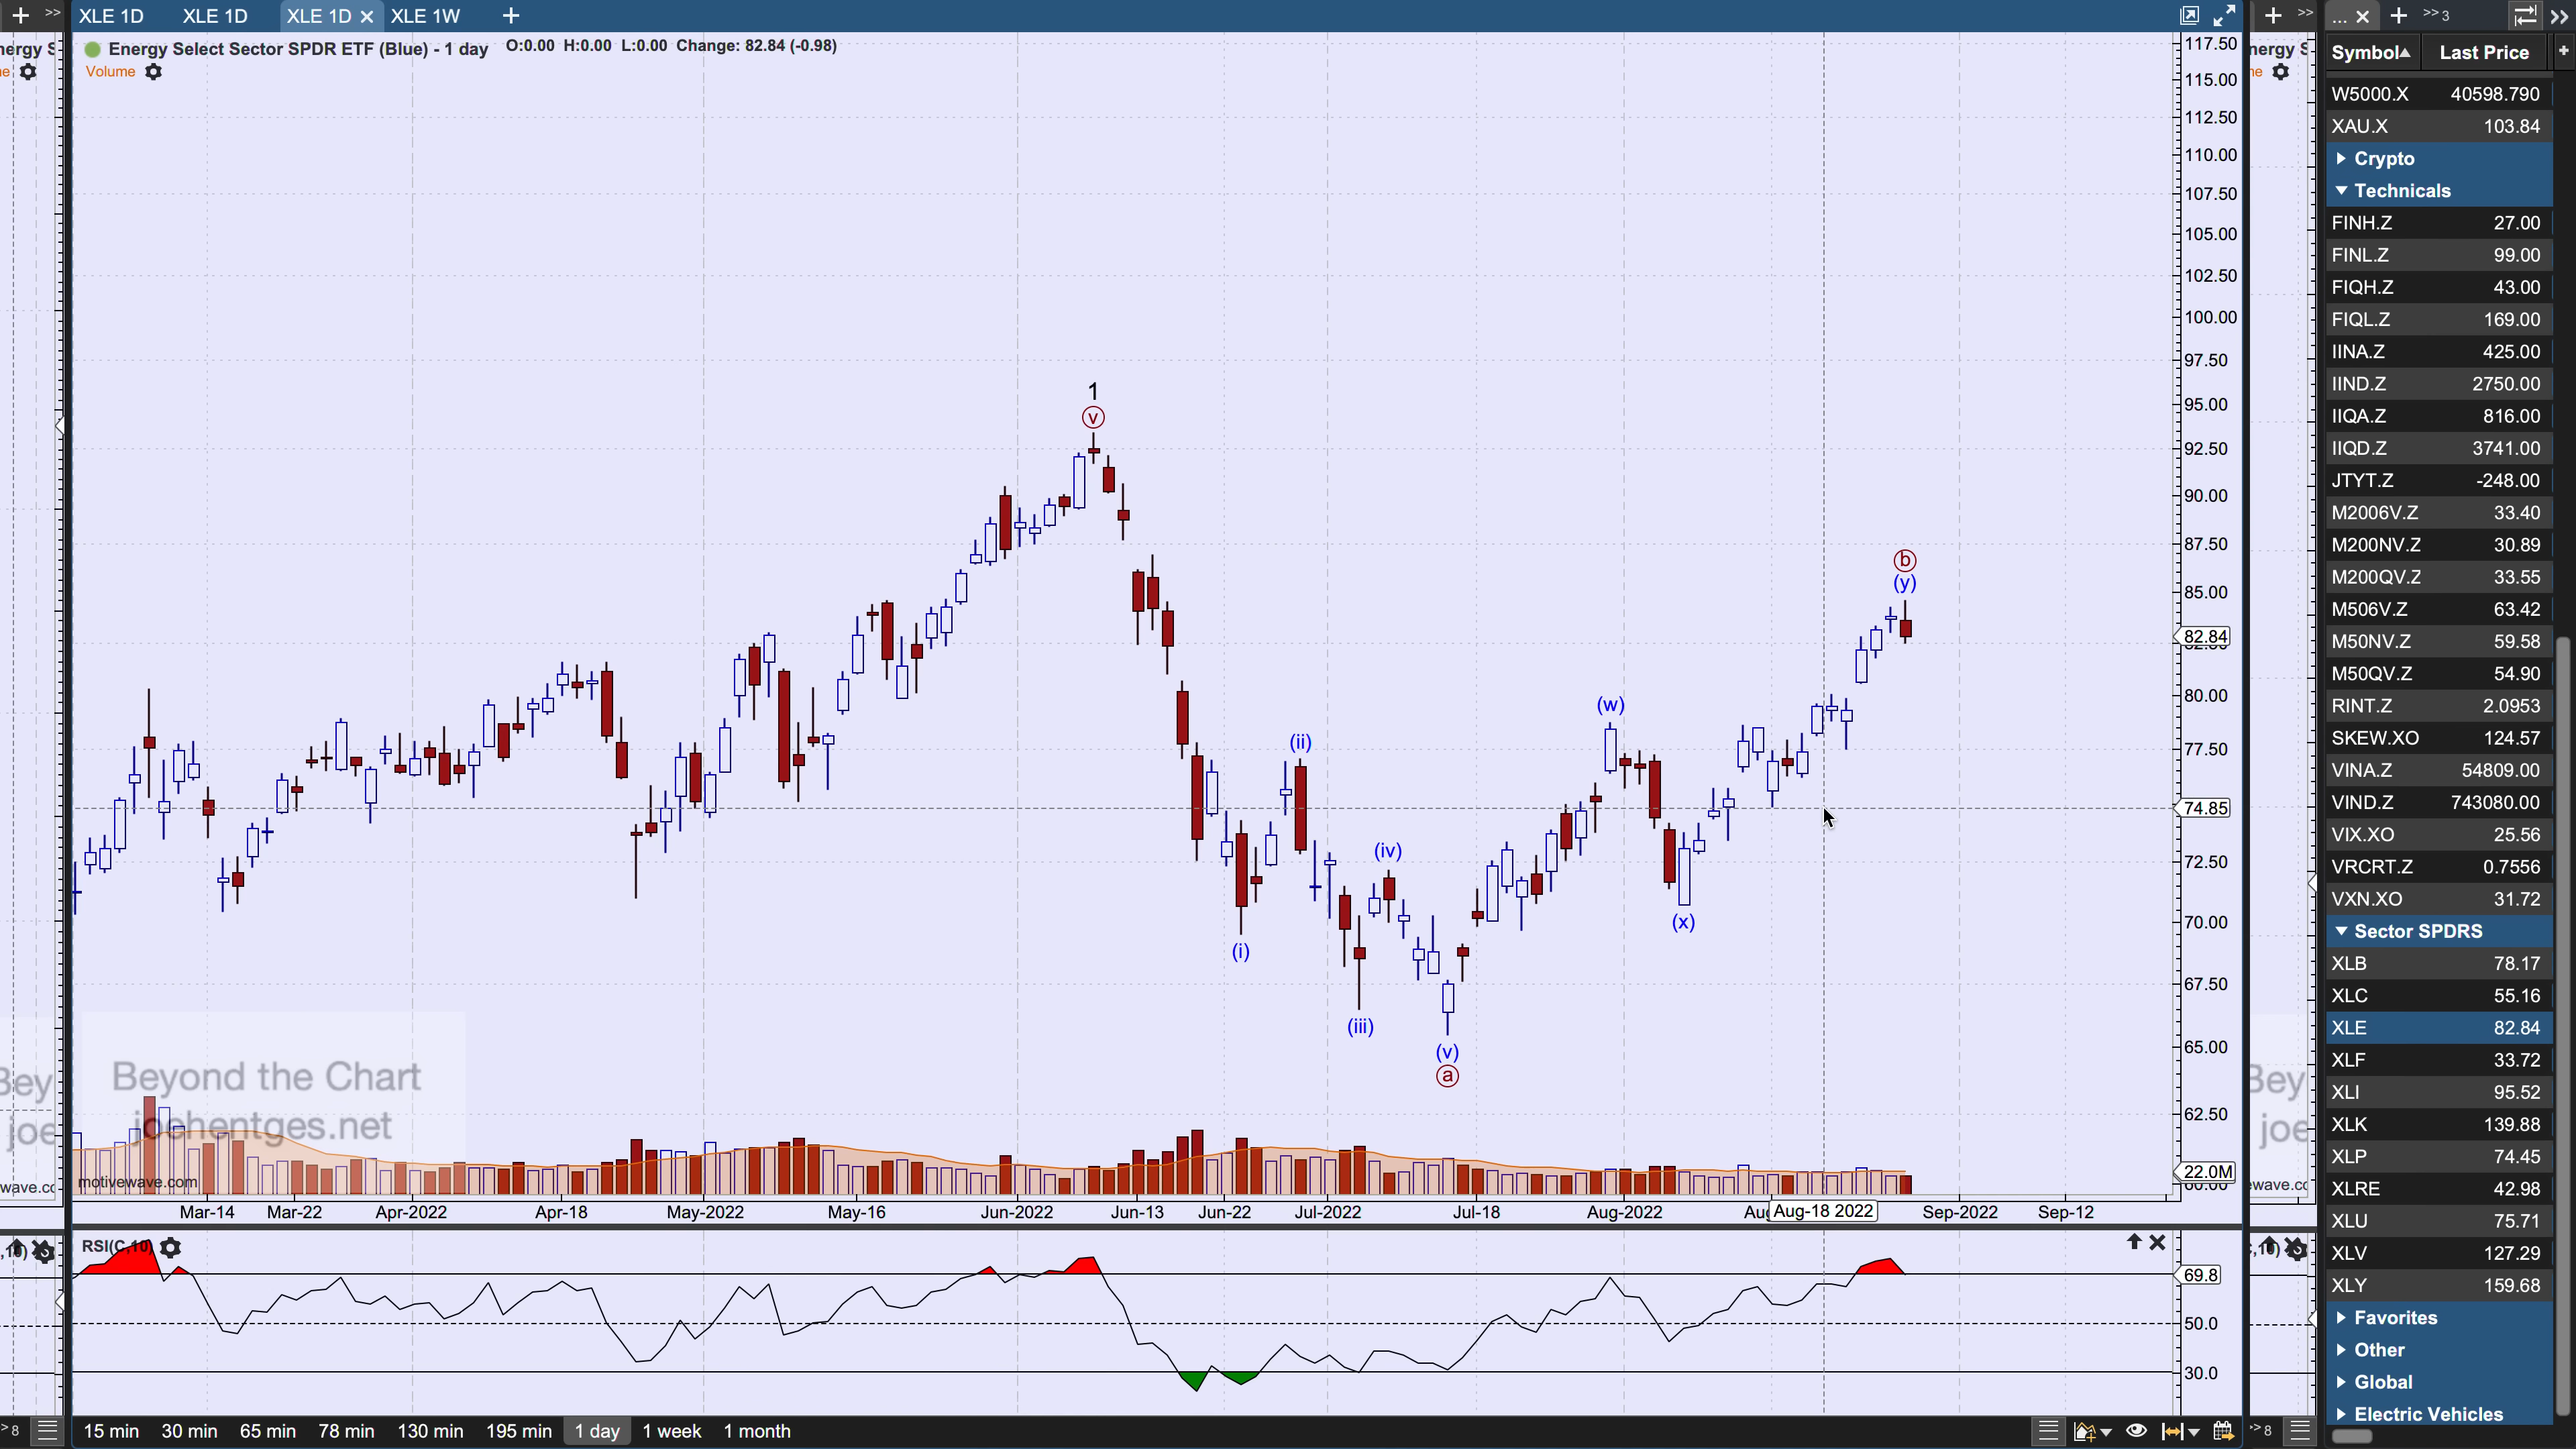 XLE 1D XLE 1D XLE 1D XLE 1W
Energy Select Sector SPDR ETF (Blue) - 1 day O:0.00 H:0.00 L:0.00 Change: 82.84 (-0.98)
Volume
117.50
115.00
112.50
110.00
107.50
105.00
102.50
100.00
97.50
95.00
92.50
90.00
87.50
85.00
82.84
80.00
77.50
74.85
72.50
70.00
67.50
65.00
62.50
22.0M
1
v
(i)
(ii)
(iii)
(iv)
(v)
a
(w)
(x)
b
(y)
Beyond the Chart
joehentges.net
motivewave.com
Mar-14 Mar-22 Apr-2022 Apr-18 May-2022 May-16 Jun-2022 Jun-13 Jun-22 Jul-2022 Jul-18 Aug-2022 Aug-18 2022 Sep-2022 Sep-12
RSI(C,10)
69.8
50.0
30.0
15 min 30 min 65 min 78 min 130 min 195 min 1 day 1 week 1 month
>> 3
Symbol Last Price
W5000.X 40598.790
XAU.X 103.84
Crypto
Technicals
FINH.Z 27.00
FINL.Z 99.00
FIQH.Z 43.00
FIQL.Z 169.00
IINA.Z 425.00
IIND.Z 2750.00
IIQA.Z 816.00
IIQD.Z 3741.00
JTYT.Z -248.00
M2006V.Z 33.40
M200NV.Z 30.89
M200QV.Z 33.55
M506V.Z 63.42
M50NV.Z 59.58
M50QV.Z 54.90
RINT.Z 2.0953
SKEW.XO 124.57
VINA.Z 54809.00
VIND.Z 743080.00
VIX.XO 25.56
VRCRT.Z 0.7556
VXN.XO 31.72
Sector SPDRS
XLB 78.17
XLC 55.16
XLE 82.84
XLF 33.72
XLI 95.52
XLK 139.88
XLP 74.45
XLRE 42.98
XLU 75.71
XLV 127.29
XLY 159.68
Favorites
Other
Global
Electric Vehicles